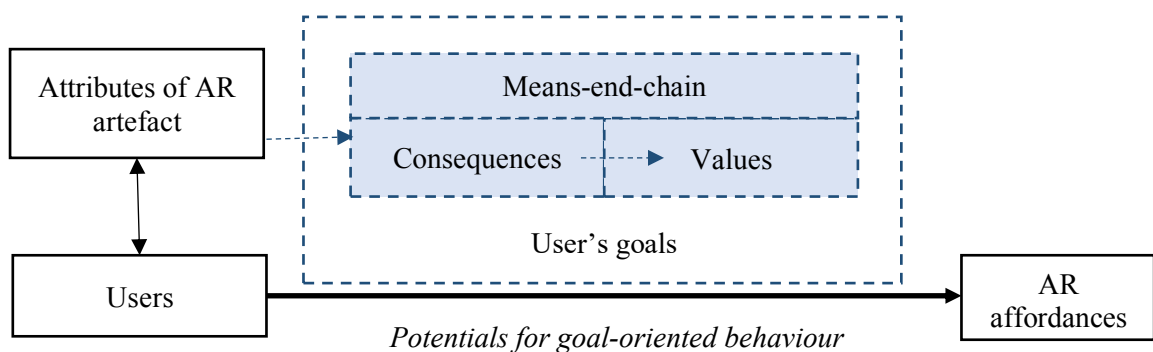 Attributes of AR
artefact
Means-end-chain
Consequences
Values
User’s goals
Users
AR
affordances
Potentials for goal-oriented behaviour